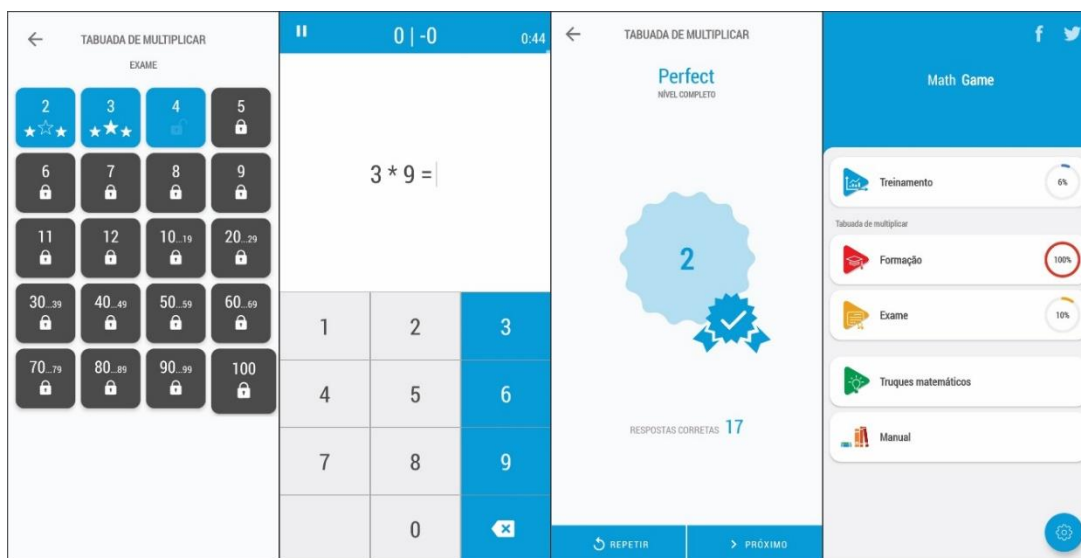 TABUADA DE MULTIPLICAR
EXAME
2 3 4 5
6 7 8 9
11 12 10...19 20...29
30...39 40...49 50...59 60...69
70...79 80...89 90...99 100
0 | -0 0:44
3 * 9 =
1 2 3
4 5 6
7 8 9
0
TABUADA DE MULTIPLICAR
Perfect
NÍVEL COMPLETO
2
RESPOSTAS CORRETAS 17
REPETIR PRÓXIMO
f
Math Game
Treinamento 6%
Tabuada de multiplicar
Formação 100%
Exame 10%
Truques matemáticos
Manual